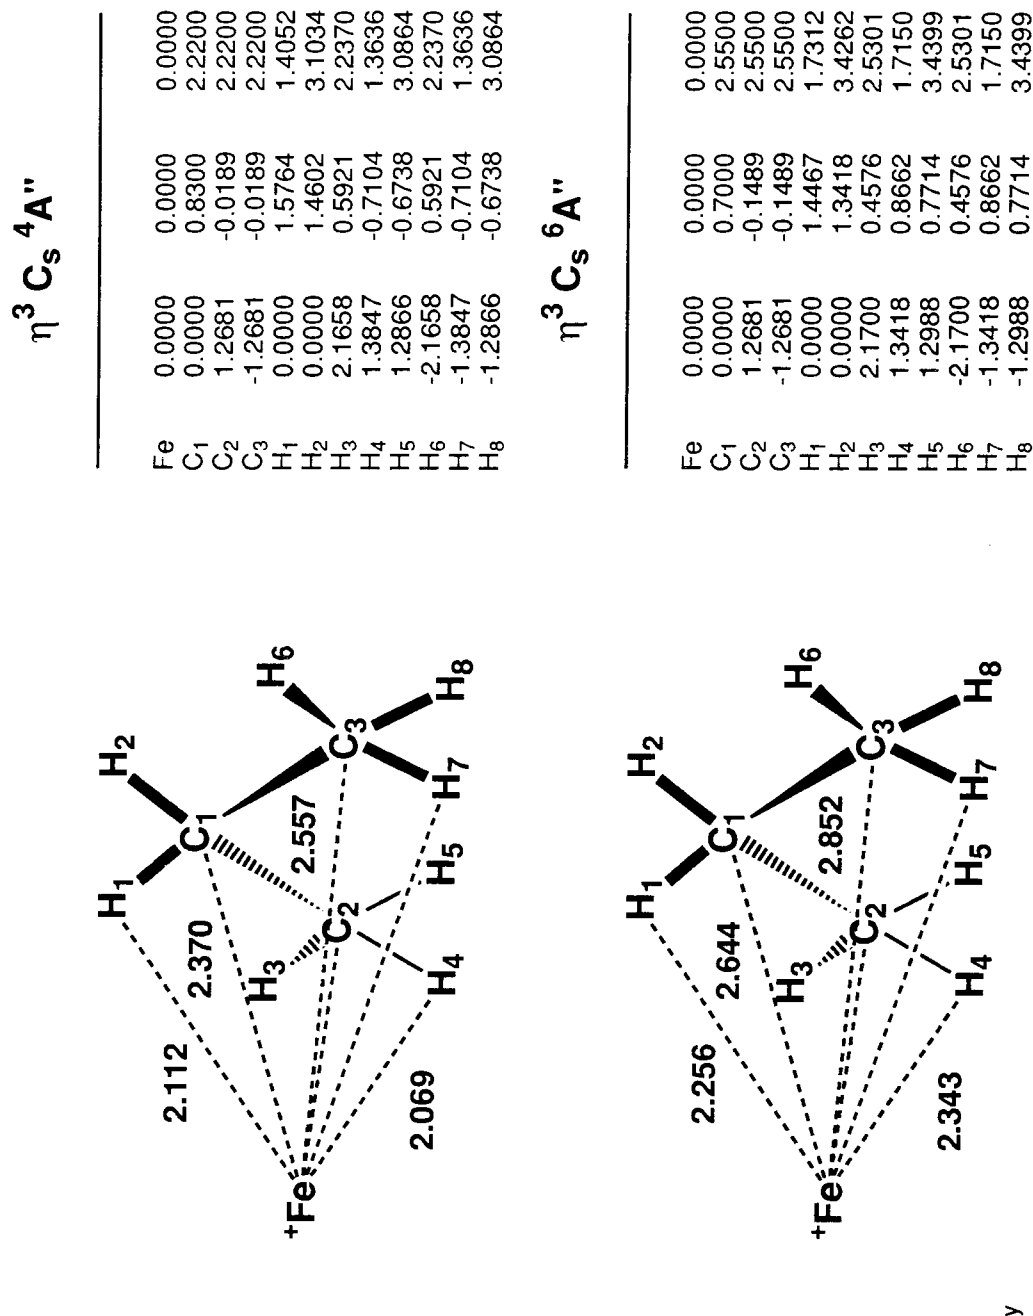 η³ Cₛ ⁴A"
Fe 0.0000 0.0000 0.0000
C₁ 0.0000 0.8300 2.2200
C₂ 1.2681 -0.0189 2.2200
C₃ -1.2681 -0.0189 2.2200
H₁ 0.0000 1.5764 1.4052
H₂ 0.0000 1.4602 3.1034
H₃ 2.1658 0.5921 2.2370
H₄ 1.3847 -0.7104 1.3636
H₅ 1.2866 -0.6738 3.0864
H₆ -2.1658 0.5921 2.2370
H₇ -1.3847 -0.7104 1.3636
H₈ -1.2866 -0.6738 3.0864
H₁ H₂
2.112
2.370 C₁
H₃ H₆
2.557
⁺Fe C₂ C₃
2.069
H₄ H₅ H₇ H₈
η³ Cₛ ⁶A"
Fe 0.0000 0.0000 0.0000
C₁ 0.0000 0.7000 2.5500
C₂ 1.2681 -0.1489 2.5500
C₃ -1.2681 -0.1489 2.5500
H₁ 0.0000 1.4467 1.7312
H₂ 0.0000 1.3418 3.4262
H₃ 2.1700 0.4576 2.5301
H₄ 1.3418 0.8662 1.7150
H₅ 1.2988 0.7714 3.4399
H₆ -2.1700 0.4576 2.5301
H₇ -1.3418 0.8662 1.7150
H₈ -1.2988 0.7714 3.4399
H₁ H₂
2.256
2.644 C₁
H₃ H₆
2.852
⁺Fe C₂ C₃
2.343
H₄ H₅ H₇ H₈
y